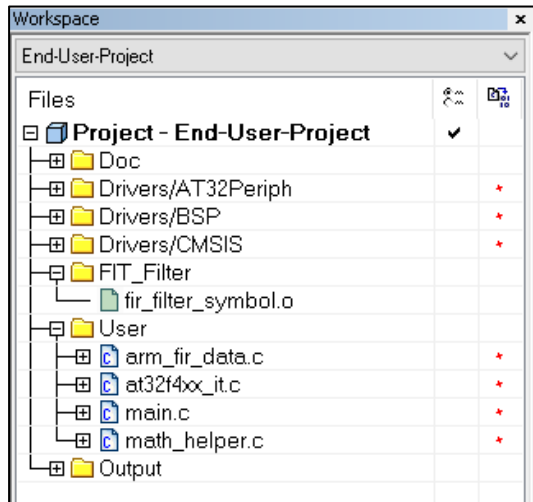 Workspace
End-User-Project
Files
Project - End-User-Project
Doc
Drivers/AT32Periph
Drivers/BSP
Drivers/CMSIS
FIT_Filter
fir_filter_symbol.o
User
arm_fir_data.c
at32f4xx_it.c
main.c
math_helper.c
Output